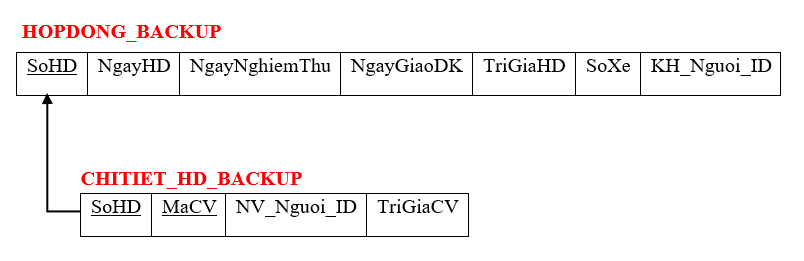 HOPDONG_BACKUP
SoHD NgayHD NgayNghiemThu NgayGiaoDK TriGiaHD SoXe KH_Nguoi_ID
CHITIET_HD_BACKUP
SoHD MaCV NV_Nguoi_ID TriGiaCV